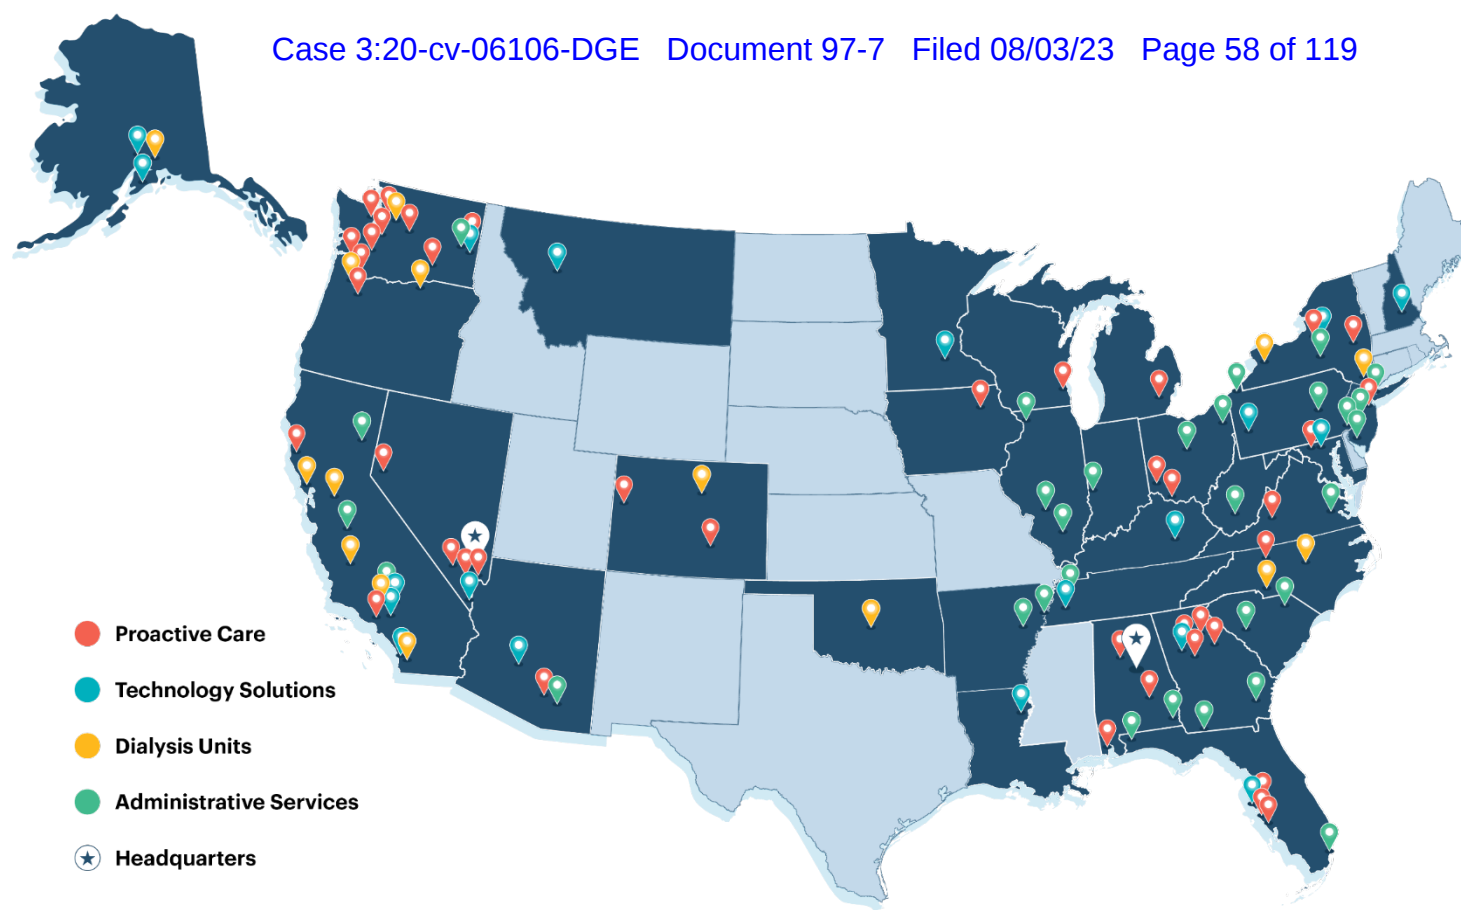 Case 3:20-cv-06106-DGE Document 97-7 Filed 08/03/23 Page 58 of 119
Proactive Care
Technology Solutions
Dialysis Units
Administrative Services
Headquarters